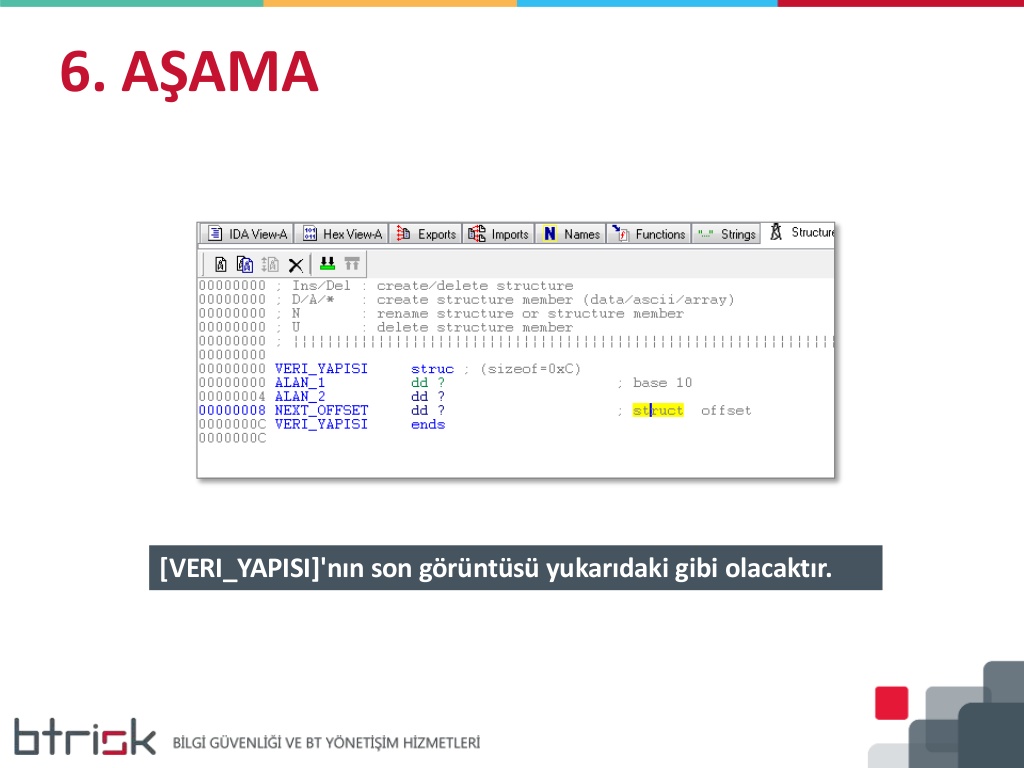 6. AŞAMA
IDA View-A Hex View-A Exports Imports N Names Functions Strings Structure
00000000 ; Ins/Del : create/delete structure
00000000 ; D/A/* : create structure member (data/ascii/array)
00000000 ; N : rename structure or structure member
00000000 ; U : delete structure member
00000000 ; ¦¦¦¦¦¦¦¦¦¦¦¦¦¦¦¦¦¦¦¦¦¦¦¦¦¦¦¦¦¦¦¦¦¦¦¦¦¦¦¦¦¦¦¦¦¦¦¦¦¦¦¦¦¦¦¦¦¦¦¦¦¦¦¦
00000000
00000000 VERI_YAPISI struc ; (sizeof=0xC)
00000000 ALAN_1 dd ? ; base 10
00000004 ALAN_2 dd ?
00000008 NEXT_OFFSET dd ? ; struct offset
0000000C VERI_YAPISI ends
0000000C
[VERI_YAPISI]'nın son görüntüsü yukarıdaki gibi olacaktır.
btrisk BİLGİ GÜVENLİĞİ VE BT YÖNETİŞİM HİZMETLERİ